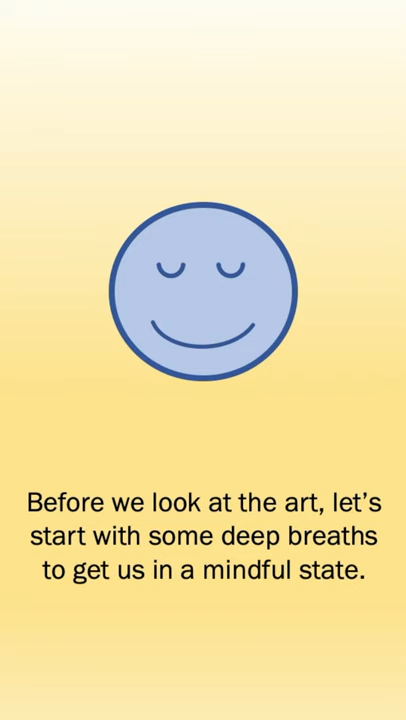 Before we look at the art, let’s
start with some deep breaths
to get us in a mindful state.